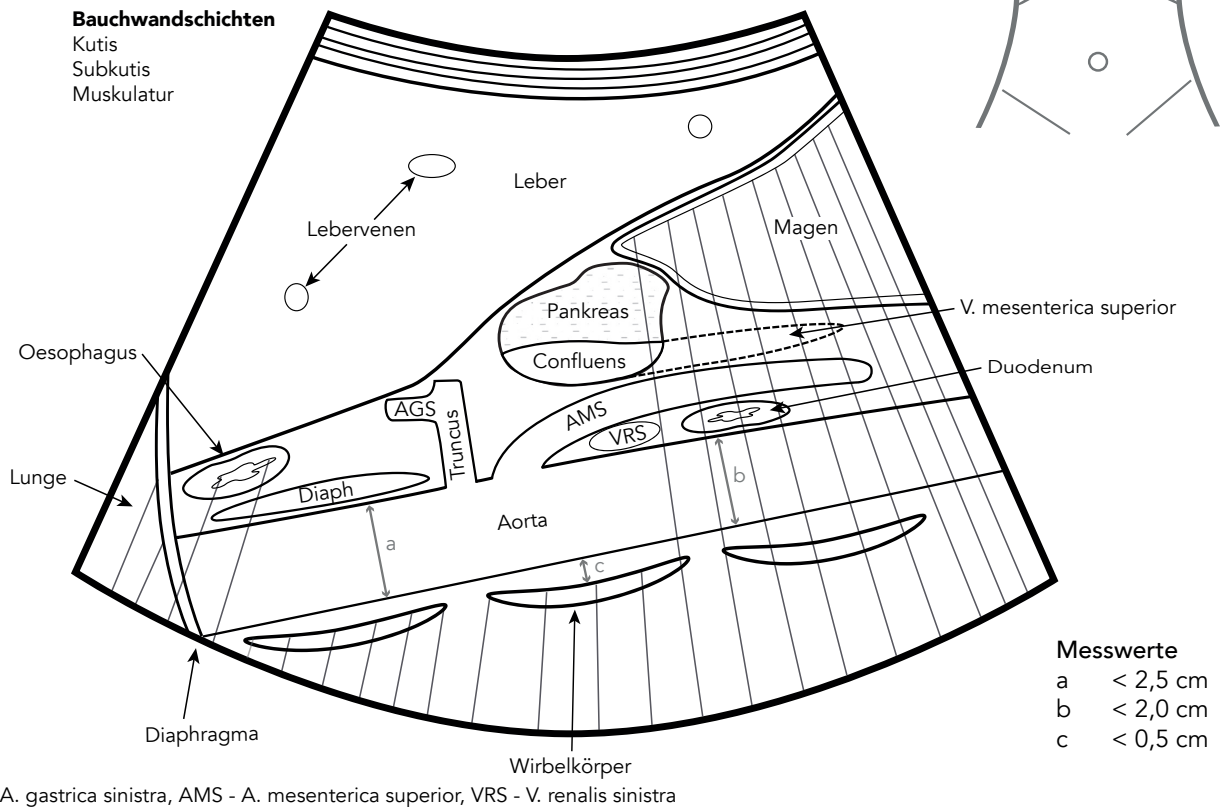 Bauchwandschichten
Kutis
Subkutis
Muskulatur
Leber
Lebervenen
Magen
Pankreas
V. mesenterica superior
Oesophagus
Confluens
Duodenum
AGS
Truncus
AMS
VRS
Lunge
Diaph
b
Aorta
a
c
Messwerte
a < 2,5 cm
b < 2,0 cm
c < 0,5 cm
Diaphragma
Wirbelkörper
A. gastrica sinistra, AMS - A. mesenterica superior, VRS - V. renalis sinistra